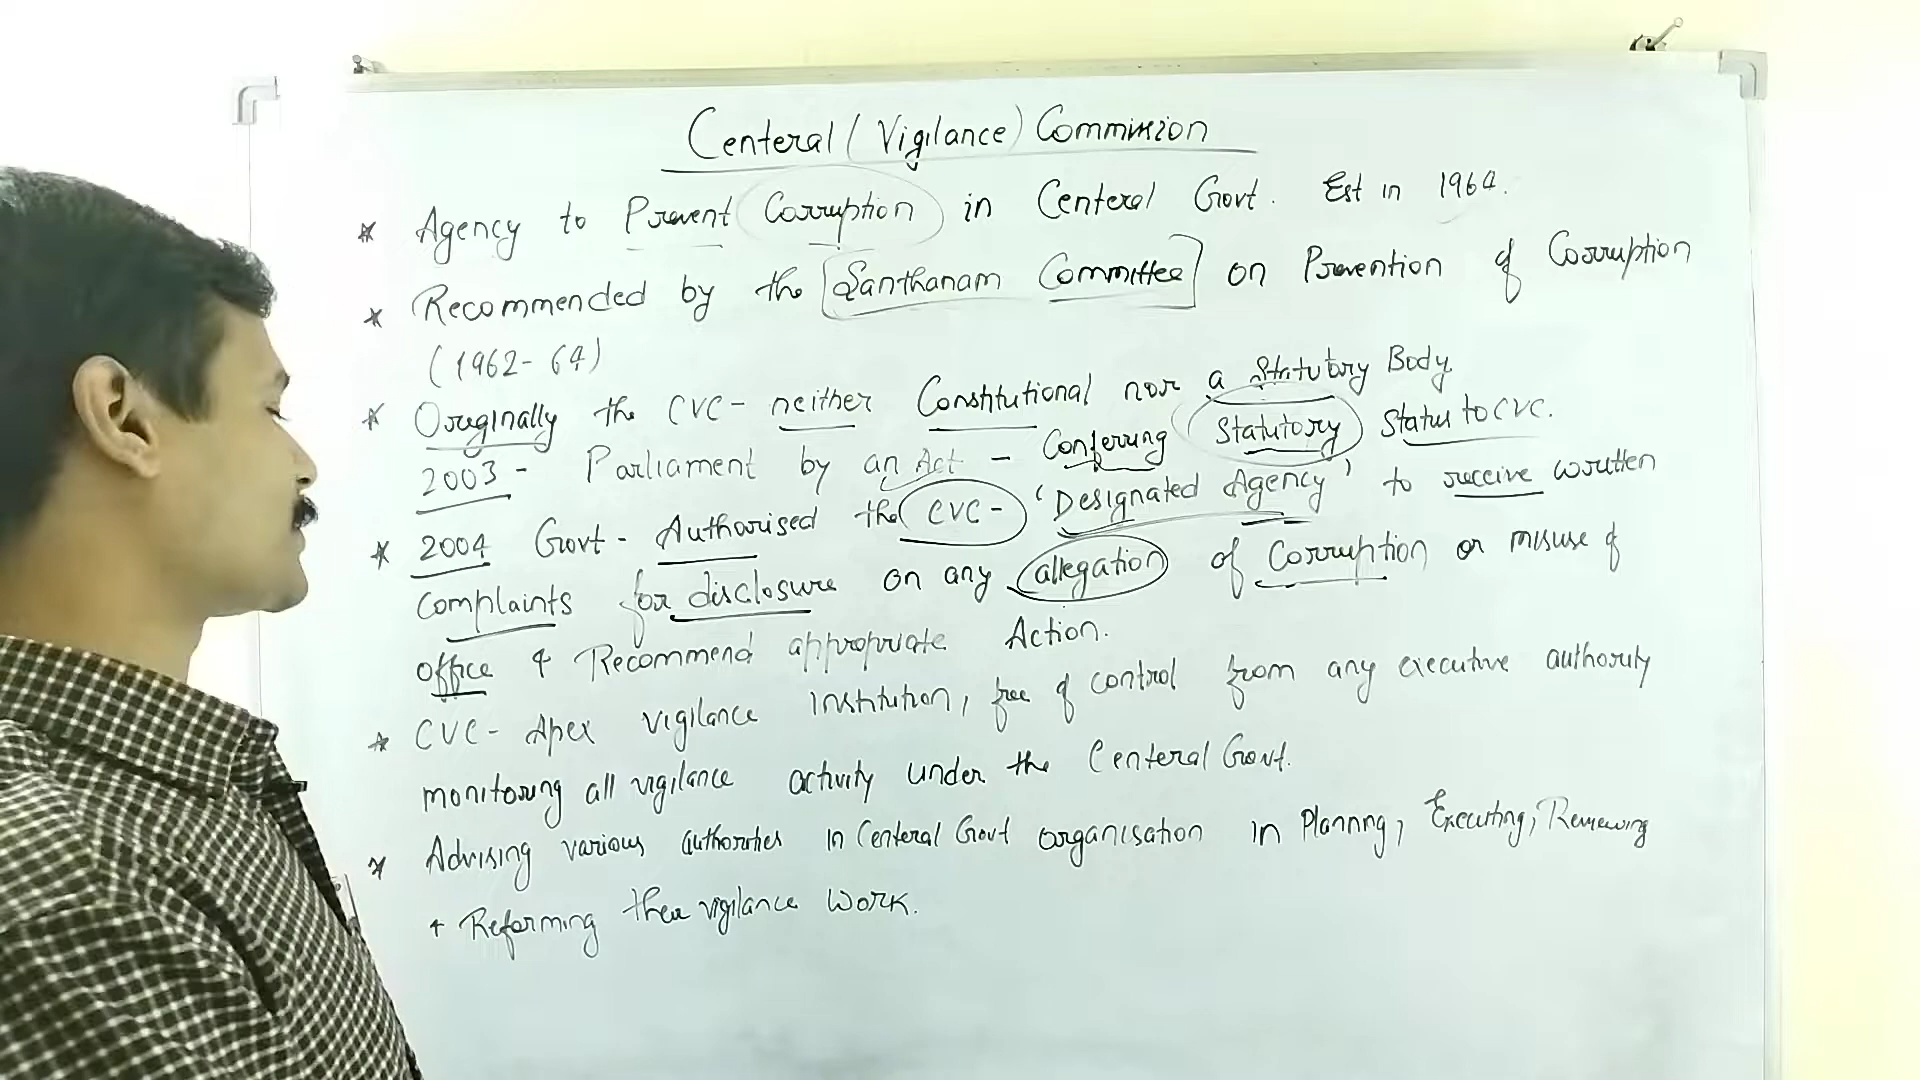 Centeral (Vigilance) Commission
* Agency to Prevent Corruption in Centeral Govt. Est in 1964.
* Recommended by the [Santhanam Committee] on Prevention of Corruption
(1962-64)
* Originally the CVC - neither Constitutional nor a Statutory Body
2003 - Parliament by an Act - Conferring Statutory Status to CVC.
* 2004 Govt - Authorised the CVC - 'Designated Agency' to receive written
complaints for disclosure on any allegation of Corruption or misuse of
office & Recommend appropriate Action.
* CVC - Apex vigilance institution, free of control from any executive authority
monitoring all vigilance activity under the Centeral Govt.
* Advising various authorities in Centeral Govt organisation in Planning, Executing, Reviewing
& Reforming their vigilance work.